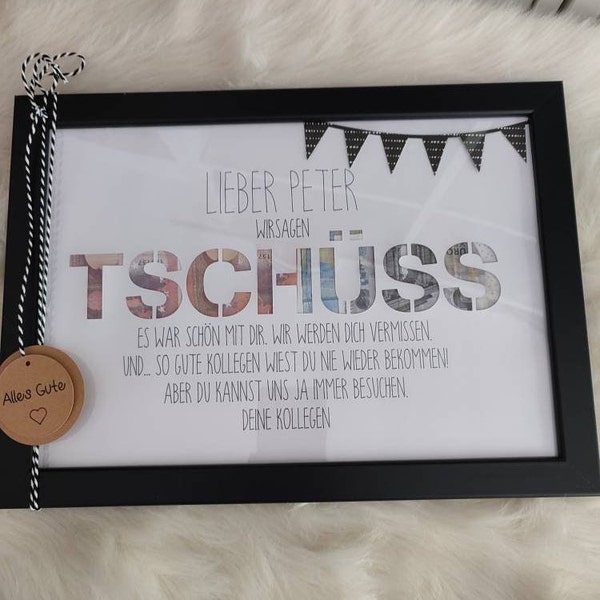 LIEBER PETER
WIRSAGEN
TSCHÜSS
ES WAR SCHÖN MIT DIR. WIR WERDEN DICH VERMISSEN.
UND... SO GUTE KOLLEGEN WIEST DU NIE WIEDER BEKOMMEN!
ABER DU KANNST UNS JA IMMER BESUCHEN.
DEINE KOLLEGEN
Alles Gute